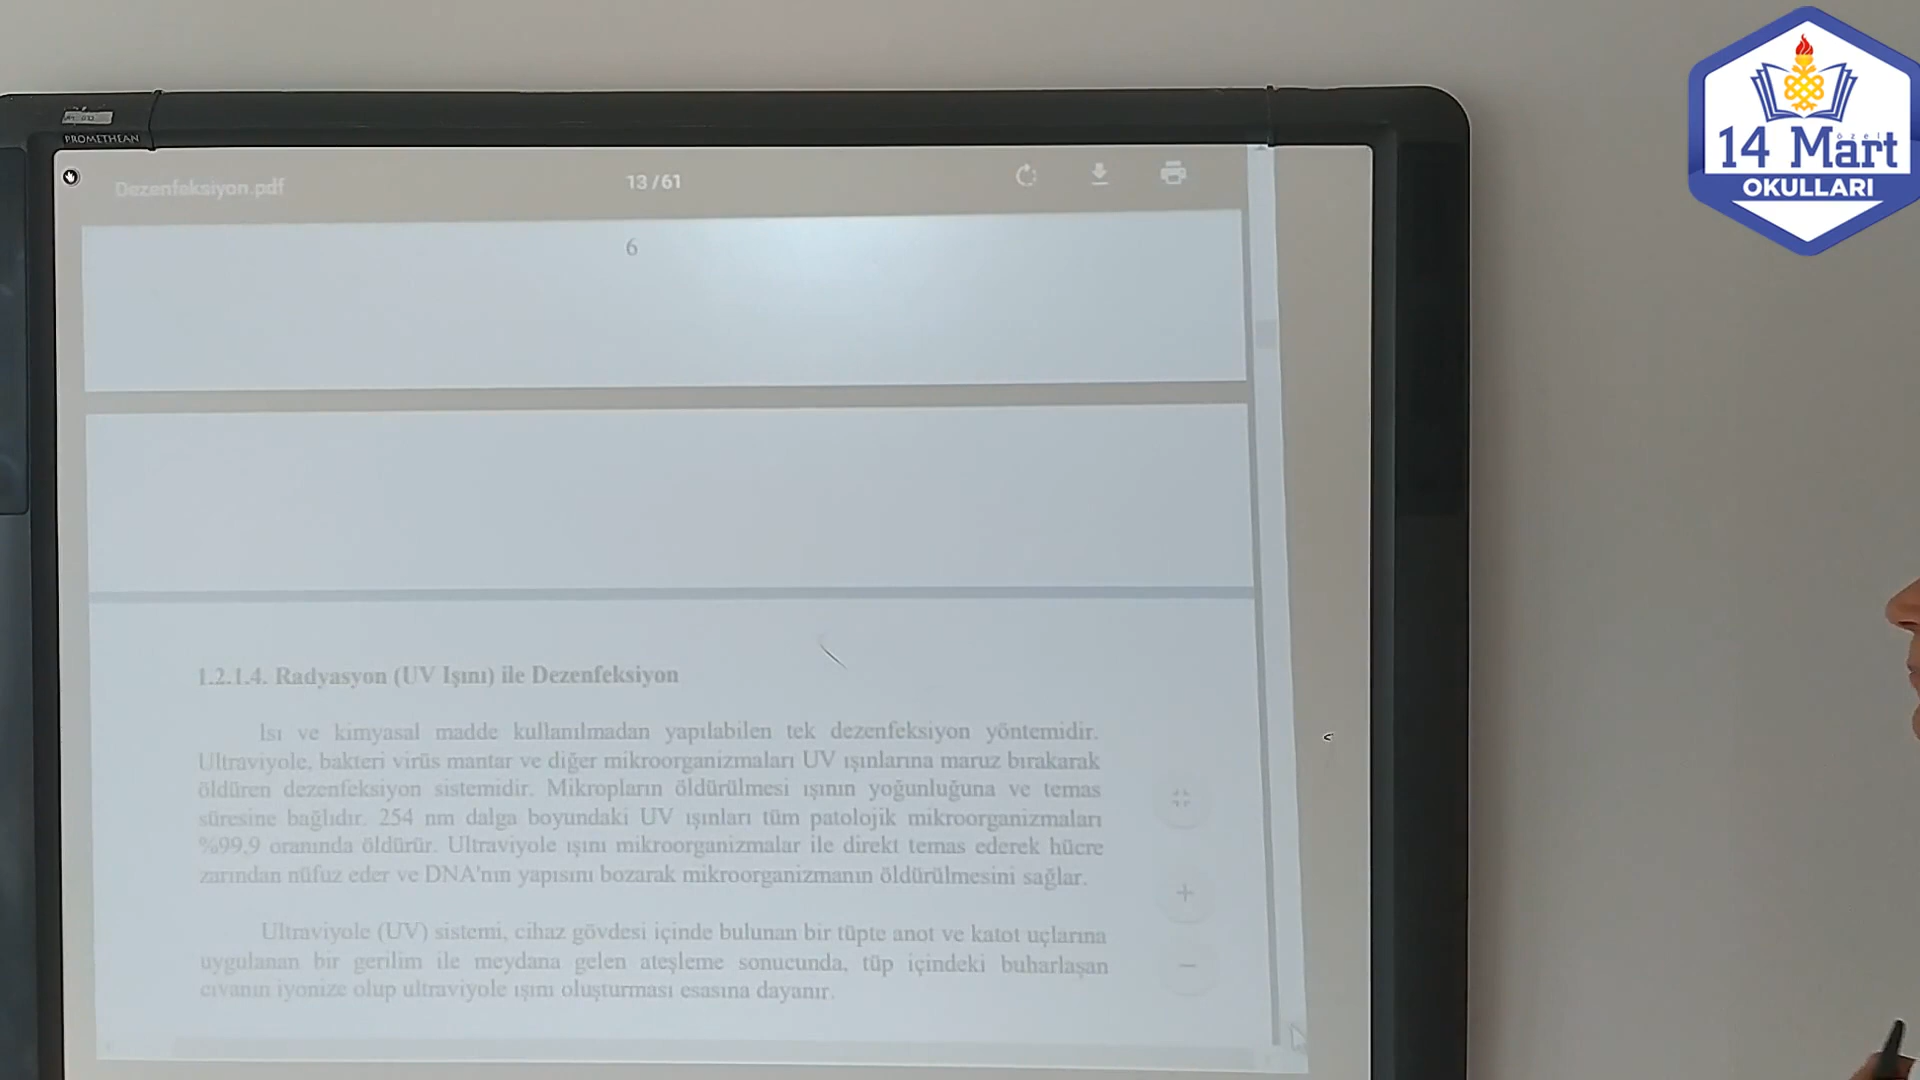 PROMETHEAN
Dezenfeksiyon.pdf
13 / 61
6
1.2.1.4. Radyasyon (UV Işını) ile Dezenfeksiyon
Isı ve kimyasal madde kullanılmadan yapılabilen tek dezenfeksiyon yöntemidir.
Ultraviyole, bakteri virüs mantar ve diğer mikroorganizmaları UV ışınlarına maruz bırakarak
öldüren dezenfeksiyon sistemidir. Mikropların öldürülmesi ışının yoğunluğuna ve temas
süresine bağlıdır. 254 nm dalga boyundaki UV ışınları tüm patolojik mikroorganizmaları
%99,9 oranında öldürür. Ultraviyole ışını mikroorganizmalar ile direkt temas ederek hücre
zarından nüfuz eder ve DNA'nın yapısını bozarak mikroorganizmanın öldürülmesini sağlar.
Ultraviyole (UV) sistemi, cihaz gövdesi içinde bulunan bir tüpte anot ve katot uçlarına
uygulanan bir gerilim ile meydana gelen ateşleme sonucunda, tüp içindeki buharlaşan
cıvanın iyonize olup ultraviyole ışını oluşturması esasına dayanır.
özel
14 Mart
OKULLARI